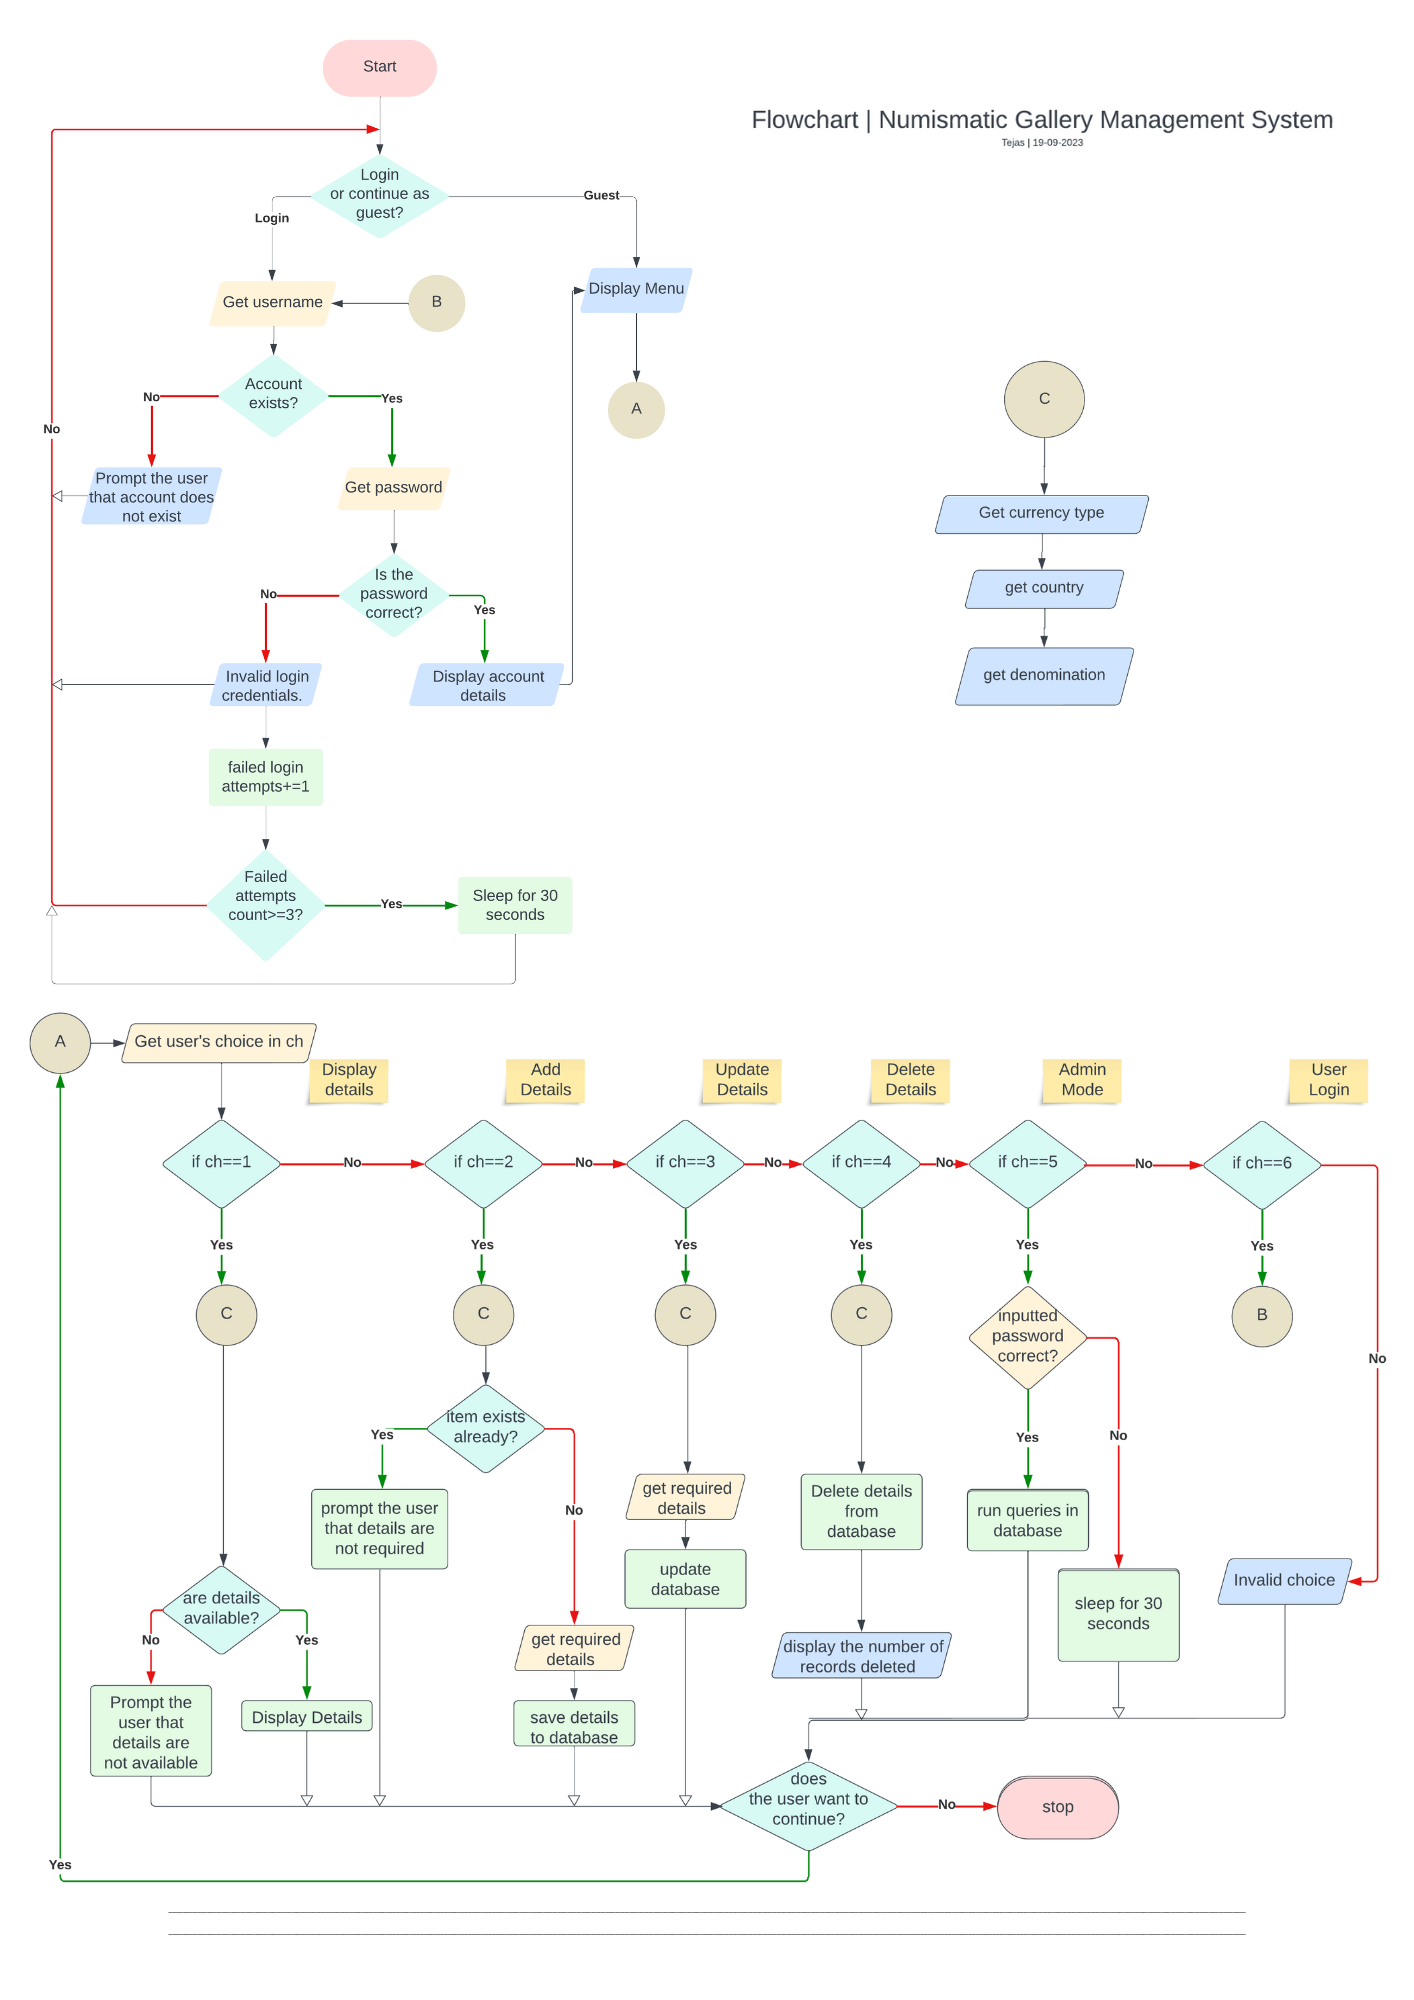 Start
Flowchart | Numismatic Gallery Management System
Tejas | 19-09-2023
Login
or continue as
guest?
Login
Guest
Get username
B
Display Menu
Account
exists?
No
Yes
A
C
No
Prompt the user
that account does
not exist
Get password
Get currency type
Is the
password
correct?
No
Yes
get country
Invalid login
credentials.
Display account
details
get denomination
failed login
attempts+=1
Failed
attempts
count>=3?
Yes
Sleep for 30
seconds
A
Get user's choice in ch
Display
details
Add
Details
Update
Details
Delete
Details
Admin
Mode
User
Login
if ch==1
No
if ch==2
No
if ch==3
No
if ch==4
No
if ch==5
No
if ch==6
Yes
Yes
Yes
Yes
Yes
Yes
C
C
C
C
inputted
password
correct?
B
No
item exists
already?
Yes
No
Yes
No
get required
details
Delete details
from
database
prompt the user
that details are
not required
run queries in
database
update
database
Invalid choice
are details
available?
sleep for 30
seconds
No
Yes
get required
details
display the number of
records deleted
Prompt the
user that
details are
not available
Display Details
save details
to database
does
the user want to
continue?
No
stop
Yes